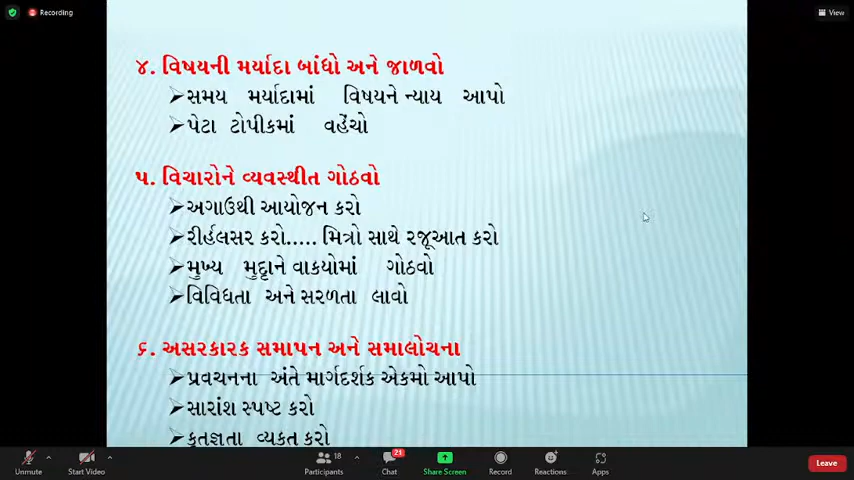 Recording
View
૪. વિષયની મર્યાદા બાંધો અને જાળવો
➢સમય મર્યાદામાં વિષયને ન્યાય આપો
➢પેટા ટોપીકમાં વહેંચો
૫. વિચારોને વ્યવસ્થીત ગોઠવો
➢અગાઉથી આયોજન કરો
➢રીર્હલસર કરો..... મિત્રો સાથે રજૂઆત કરો
➢મુખ્ય મુદ્દાને વાકયોમાં ગોઠવો
➢વિવિધતા અને સરળતા લાવો
૬. અસરકારક સમાપન અને સમાલોચના
➢પ્રવચનના અંતે માર્ગદર્શક એકમો આપો
➢સારાંશ સ્પષ્ટ કરો
➢કૃતજ્ઞતા વ્યકત કરો
Unmute
Start Video
Participants 18
Chat 21
Share Screen
Record
Reactions
Apps
Leave